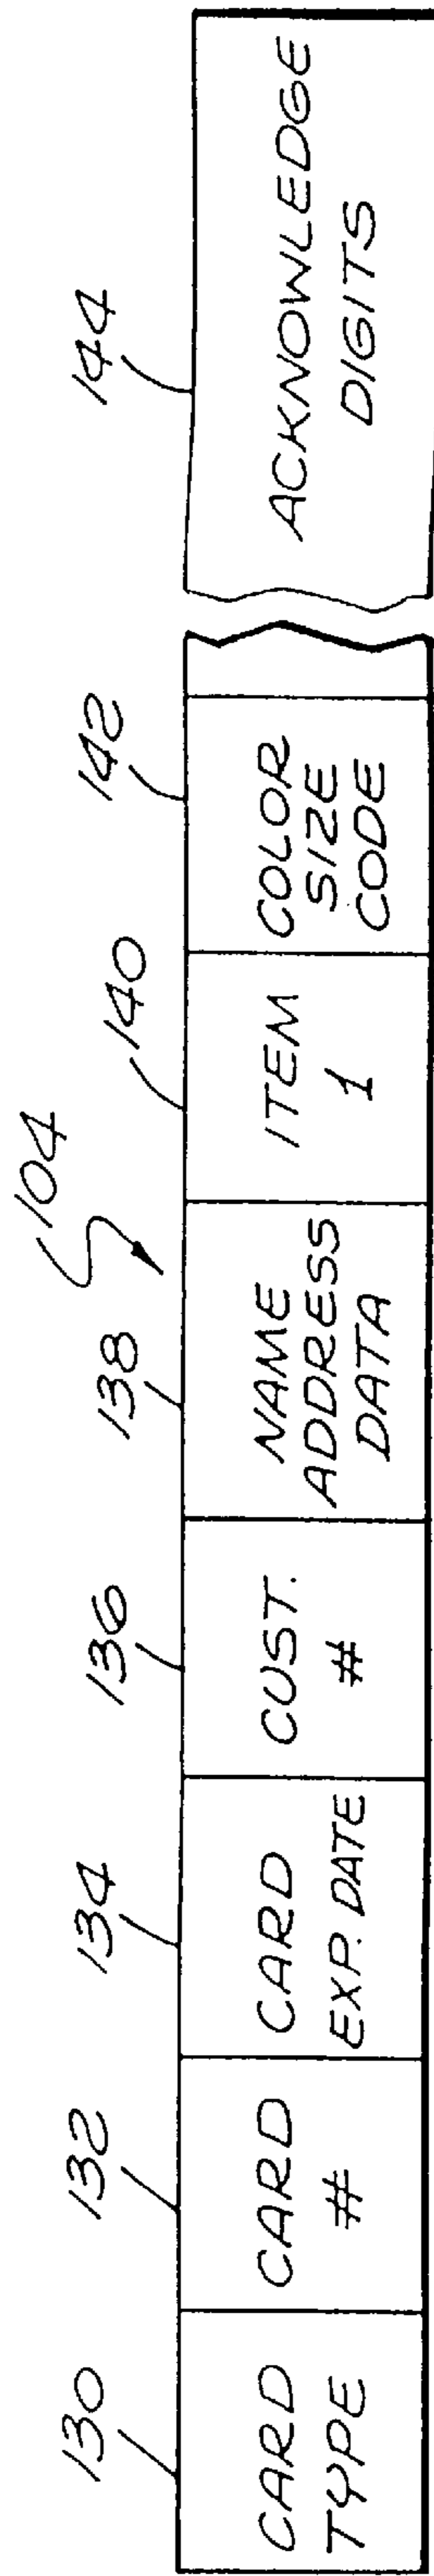 104
130
132
134
136
138
140
142
144
CARD
TYPE
CARD
#
CARD
EXP. DATE
CUST.
#
NAME
ADDRESS
DATA
ITEM
1
COLOR
SIZE
CODE
ACKNOWLEDGE
DIGITS